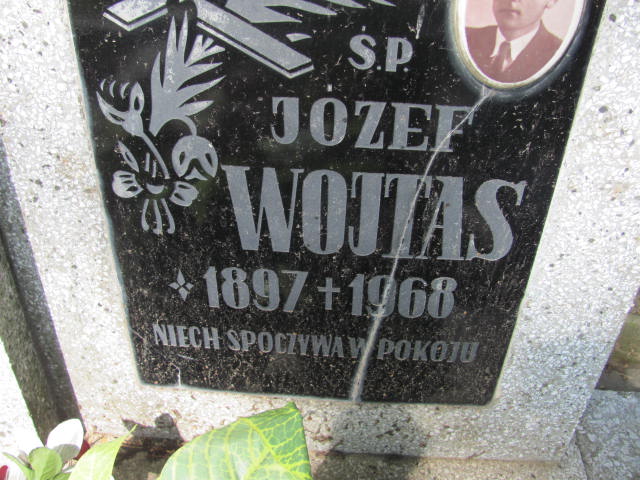 Ś.P.
JÓZEF
WOJTAS
1897 † 1968
NIECH SPOCZYWA W POKOJU